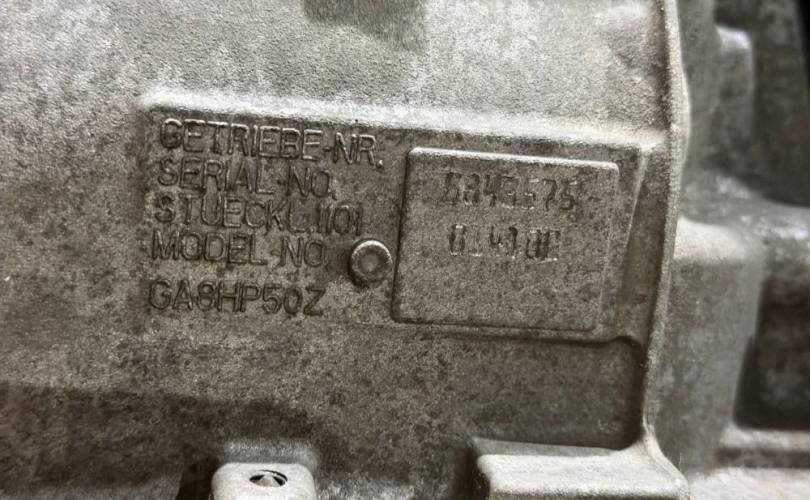 GETRIEBE-NR.
SERIAL-NO.
STUECKL.1101
MODEL-NO
GA8HP50Z